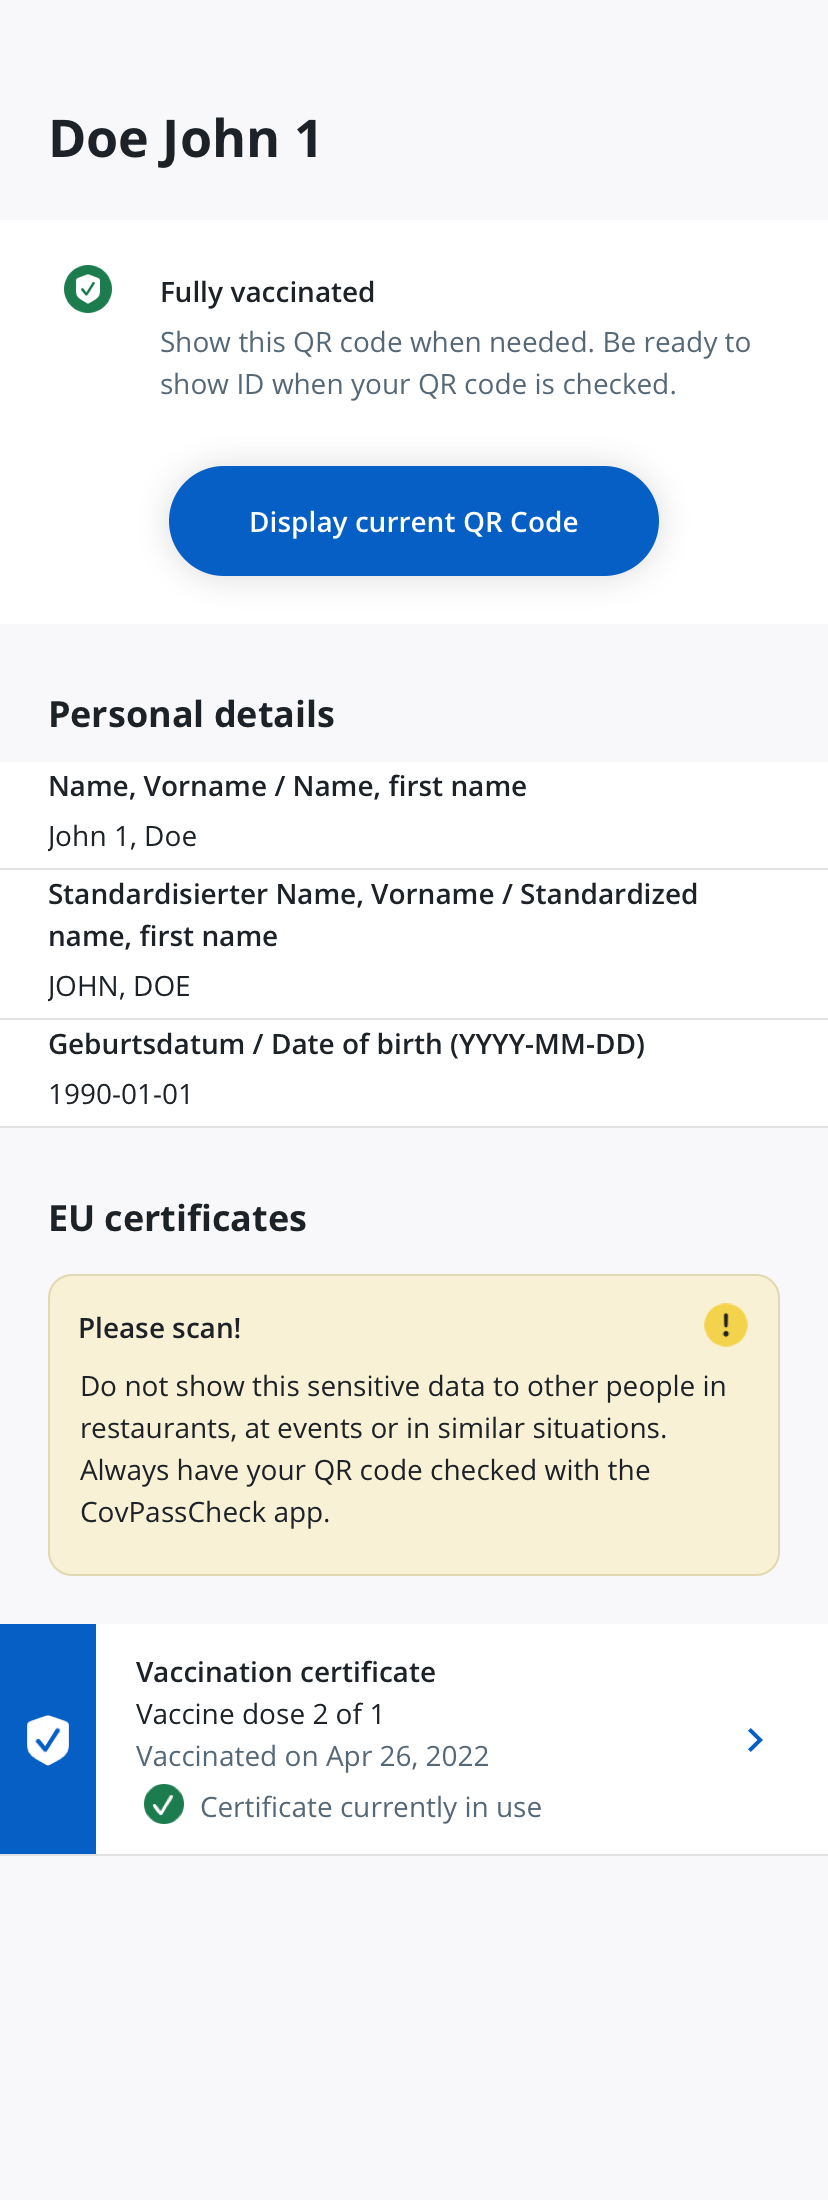 Doe John 1
Fully vaccinated
Show this QR code when needed. Be ready to
show ID when your QR code is checked.
Display current QR Code
Personal details
Name, Vorname / Name, first name
John 1, Doe
Standardisierter Name, Vorname / Standardized
name, first name
JOHN, DOE
Geburtsdatum / Date of birth (YYYY-MM-DD)
1990-01-01
EU certificates
Please scan!
Do not show this sensitive data to other people in
restaurants, at events or in similar situations.
Always have your QR code checked with the
CovPassCheck app.
Vaccination certificate
Vaccine dose 2 of 1
Vaccinated on Apr 26, 2022
Certificate currently in use